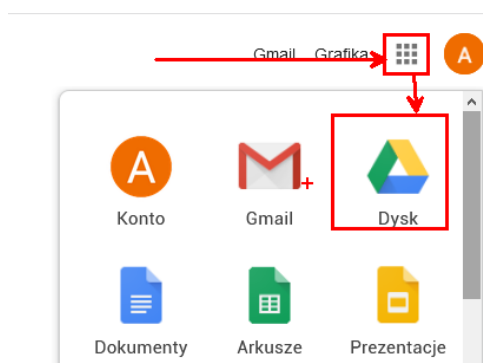 Gmail Grafika A
A
Konto Gmail Dysk
Dokumenty Arkusze Prezentacje